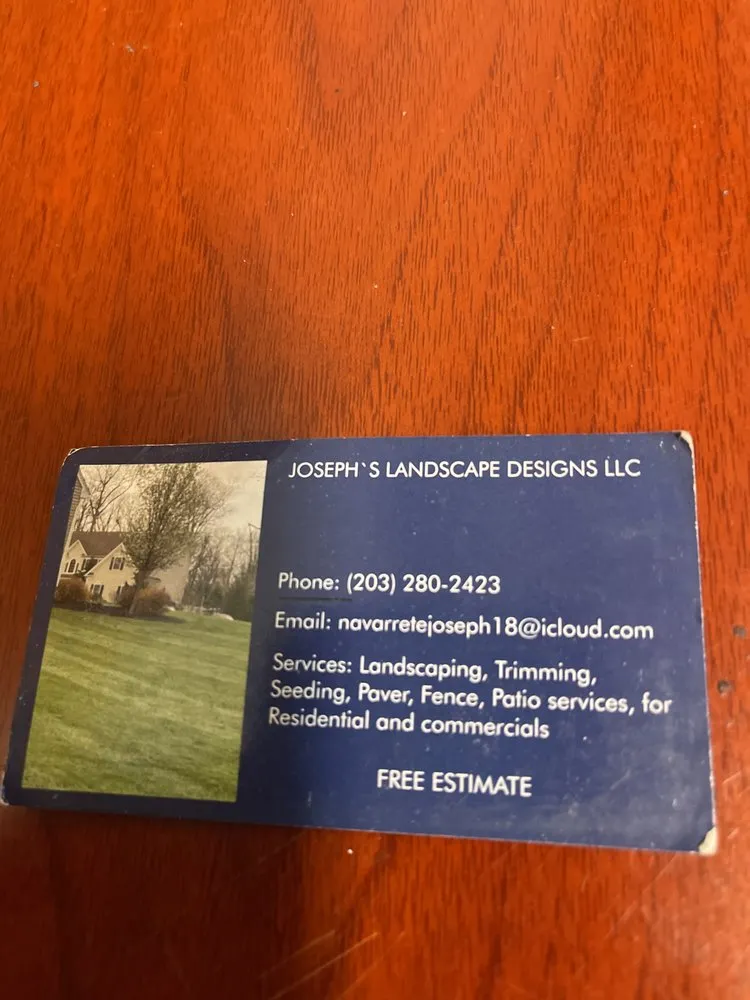 JOSEPH`S LANDSCAPE DESIGNS LLC
Phone: (203) 280-2423
Email: navarretejoseph18@icloud.com
Services: Landscaping, Trimming,
Seeding, Paver, Fence, Patio services, for
Residential and commercials
FREE ESTIMATE